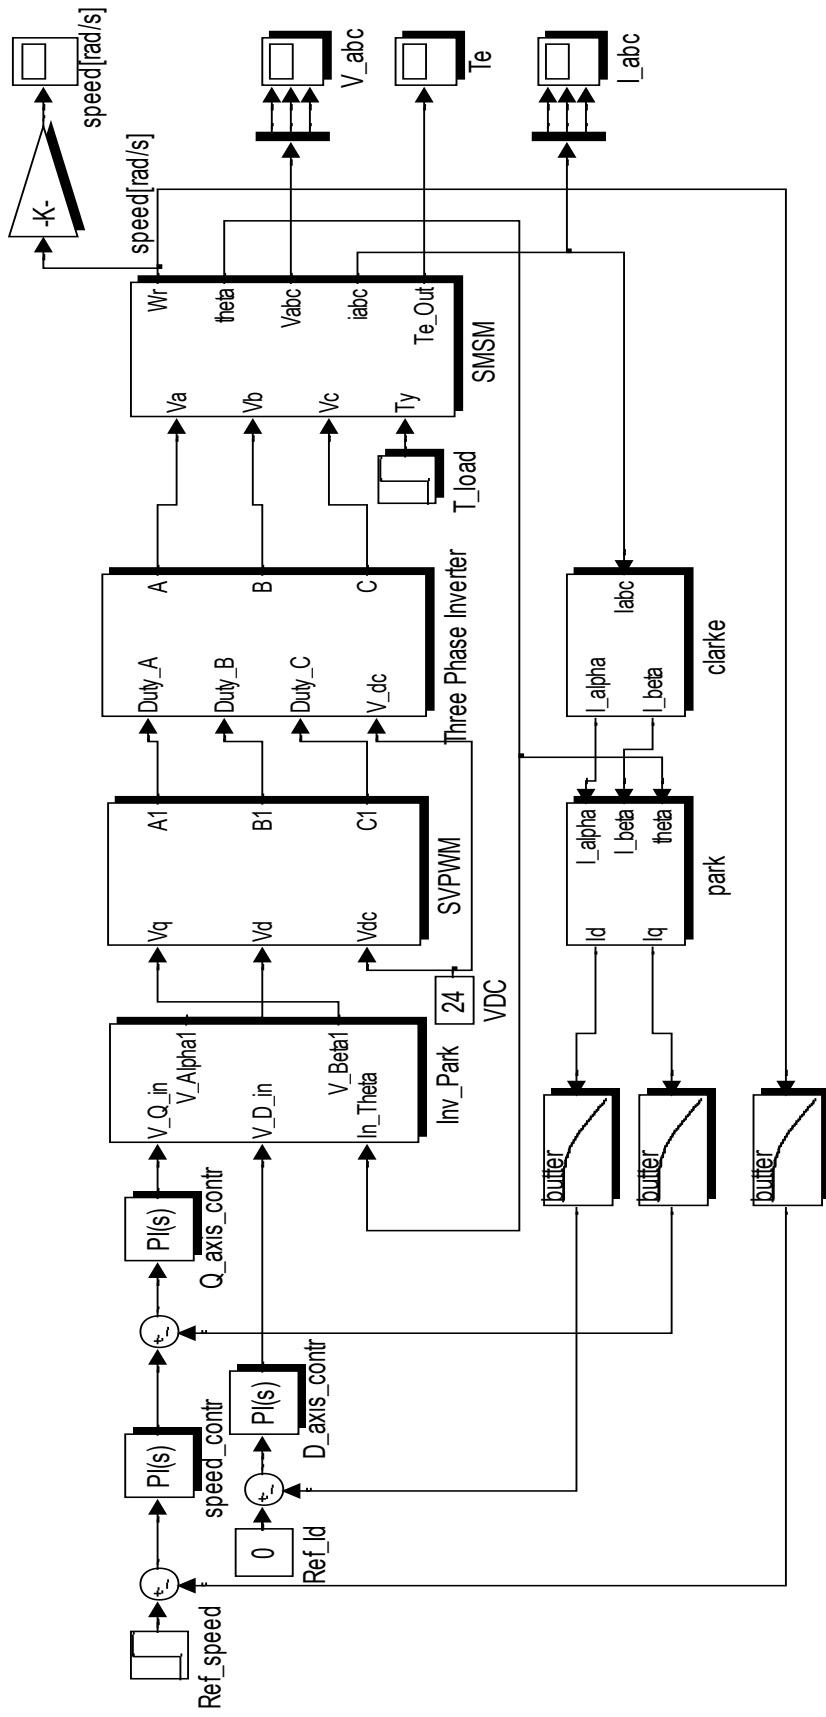 Ref_speed
speed_contr
PI(s)
0
Ref_Id
PI(s)
D_axis_contr
PI(s)
Q_axis_contr
V_Q_in
V_Alpha1
V_D_in
V_Beta1
In_Theta
Inv_Park
24
VDC
Vq
Vd
Vdc
A1
B1
C1
SVPWM
Duty_A
Duty_B
Duty_C
V_dc
A
B
C
Three Phase Inverter
T_load
Va
Vb
Vc
Ty
Wr
theta
Vabc
iabc
Te_Out
SMSM
speed[rad/s]
-K-
speed[rad/s]
V_abc
Te
I_abc
Iabc
I_alpha
I_beta
clarke
I_alpha
I_beta
theta
Id
Iq
park
butter
butter
butter